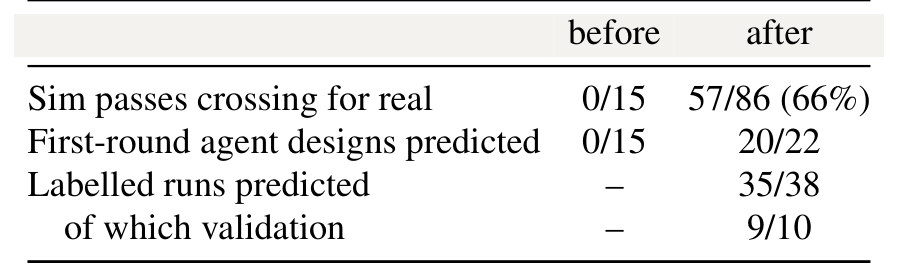 before after
Sim passes crossing for real 0/15 57/86 (66%)
First-round agent designs predicted 0/15 20/22
Labelled runs predicted – 35/38
of which validation – 9/10